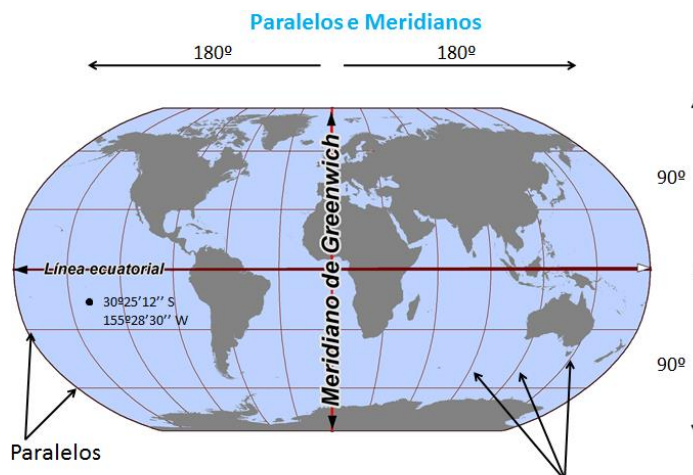 Paralelos e Meridianos
180º 180º
90º
Meridiano de Greenwich
Línea ecuatorial
30º25'12'' S
155º28'30'' W
90º
Paralelos